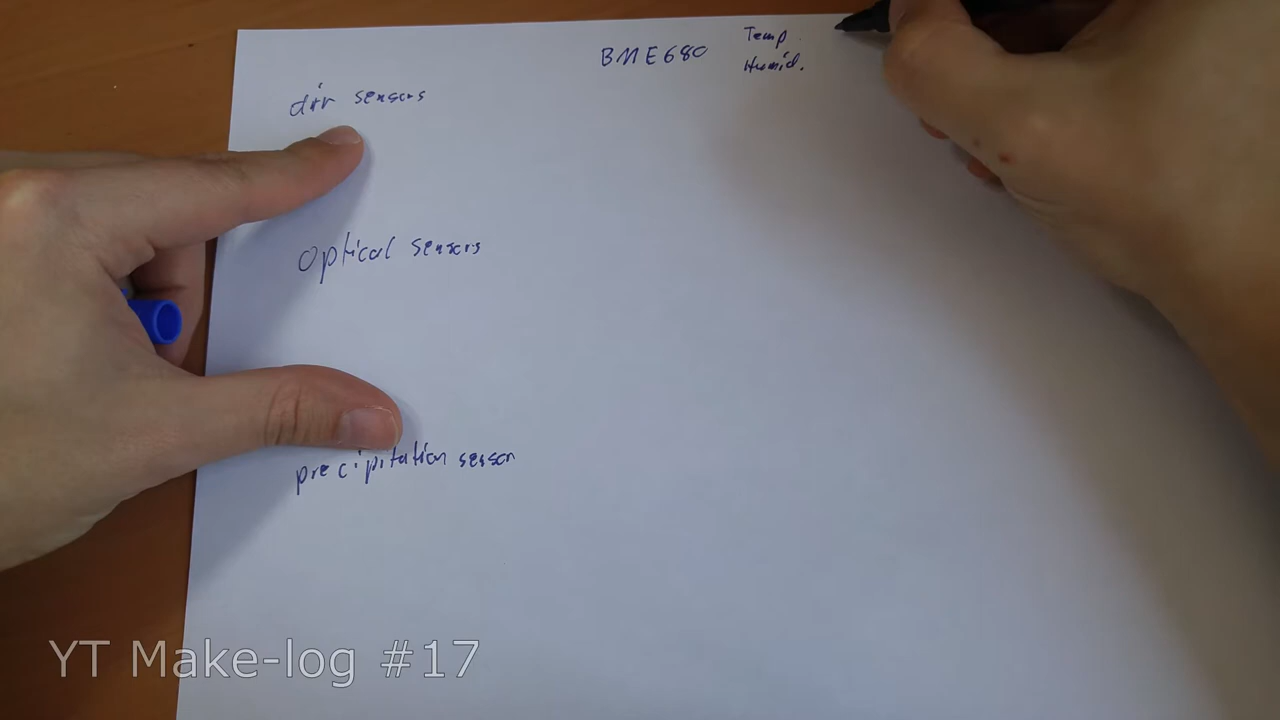 BME680
Temp.
Humid.
air sensors
optical sensors
precipitation sensor
YT Make-log #17